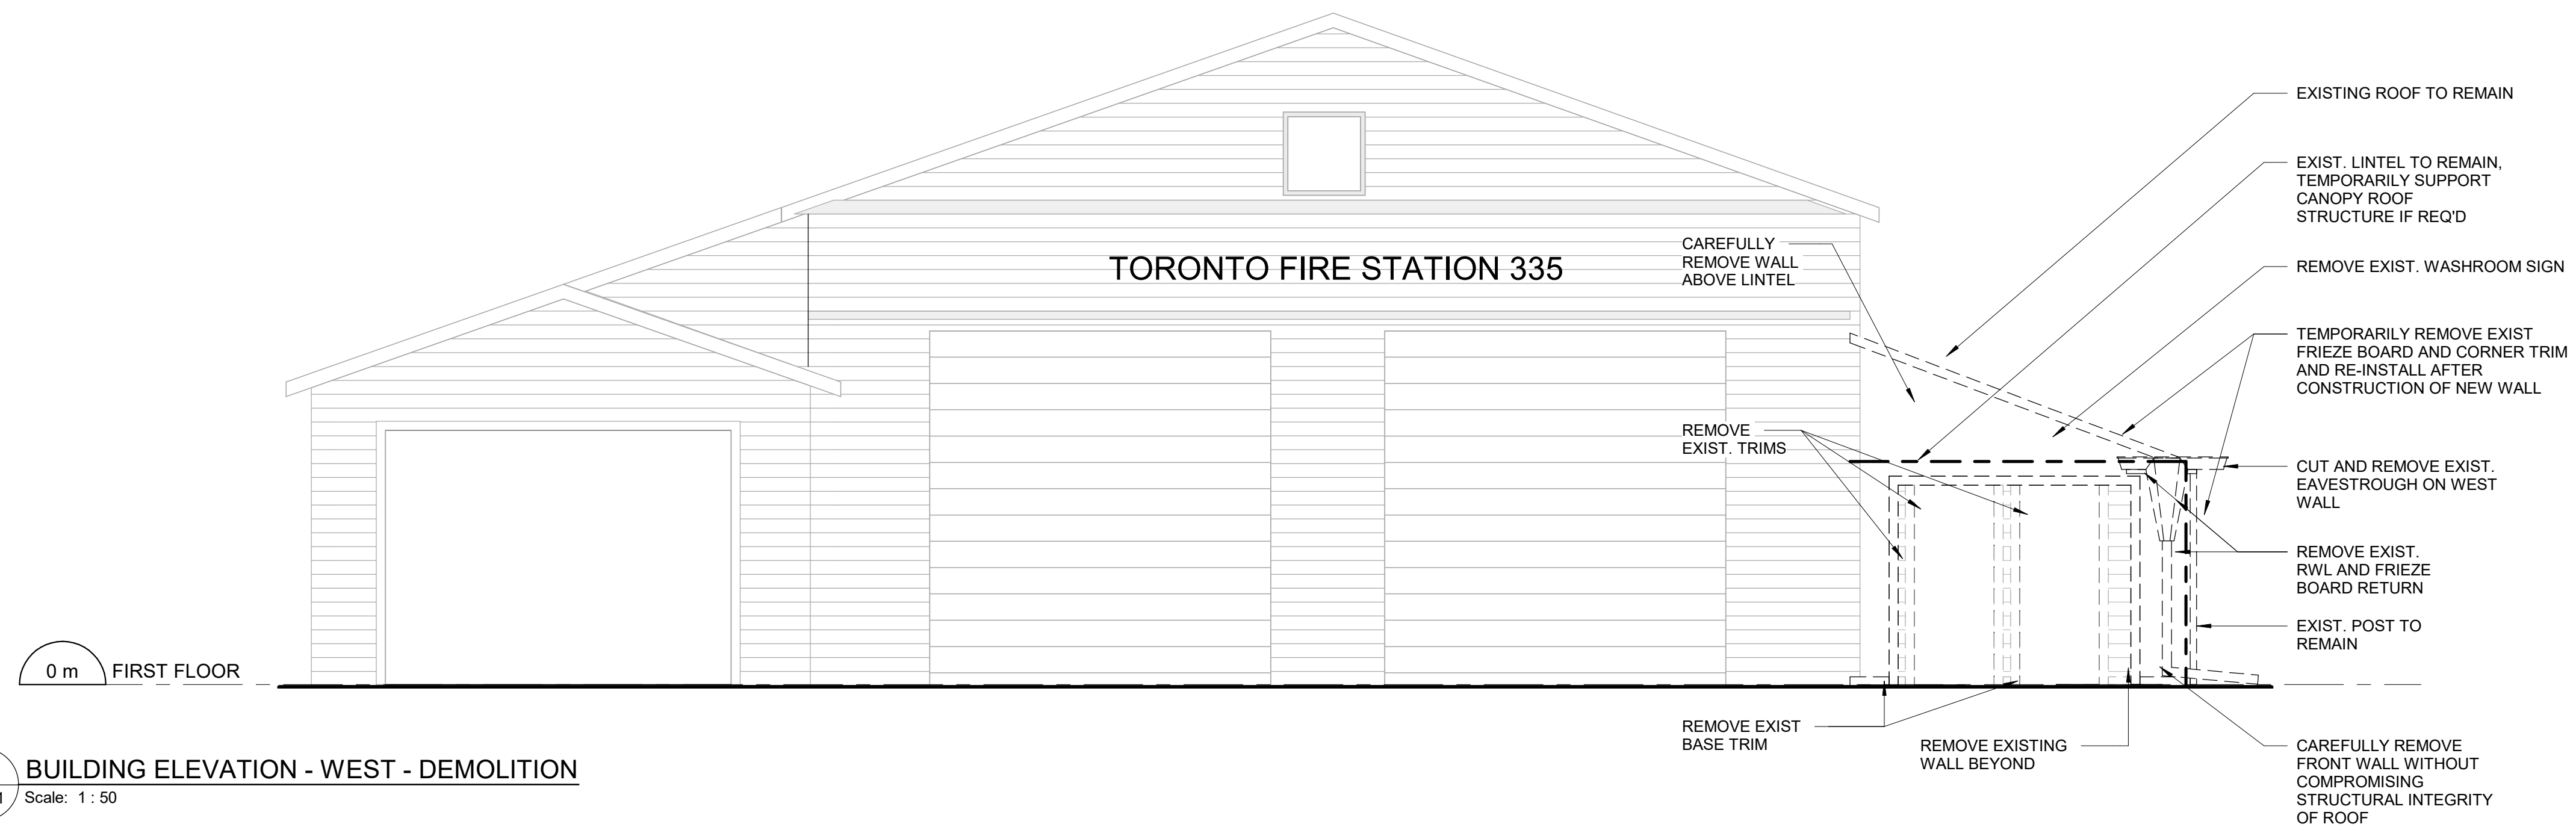 EXISTING ROOF TO REMAIN
EXIST. LINTEL TO REMAIN,
TEMPORARILY SUPPORT
CANOPY ROOF
STRUCTURE IF REQ'D
CAREFULLY
REMOVE WALL
ABOVE LINTEL
TORONTO FIRE STATION 335
REMOVE EXIST. WASHROOM SIGN
TEMPORARILY REMOVE EXIST
FRIEZE BOARD AND CORNER TRIM
AND RE-INSTALL AFTER
CONSTRUCTION OF NEW WALL
REMOVE
EXIST. TRIMS
CUT AND REMOVE EXIST.
EAVESTROUGH ON WEST
WALL
REMOVE EXIST.
RWL AND FRIEZE
BOARD RETURN
EXIST. POST TO
REMAIN
0 m
FIRST FLOOR
REMOVE EXIST
BASE TRIM
REMOVE EXISTING
WALL BEYOND
CAREFULLY REMOVE
FRONT WALL WITHOUT
COMPROMISING
STRUCTURAL INTEGRITY
OF ROOF
BUILDING ELEVATION - WEST - DEMOLITION
Scale: 1 : 50